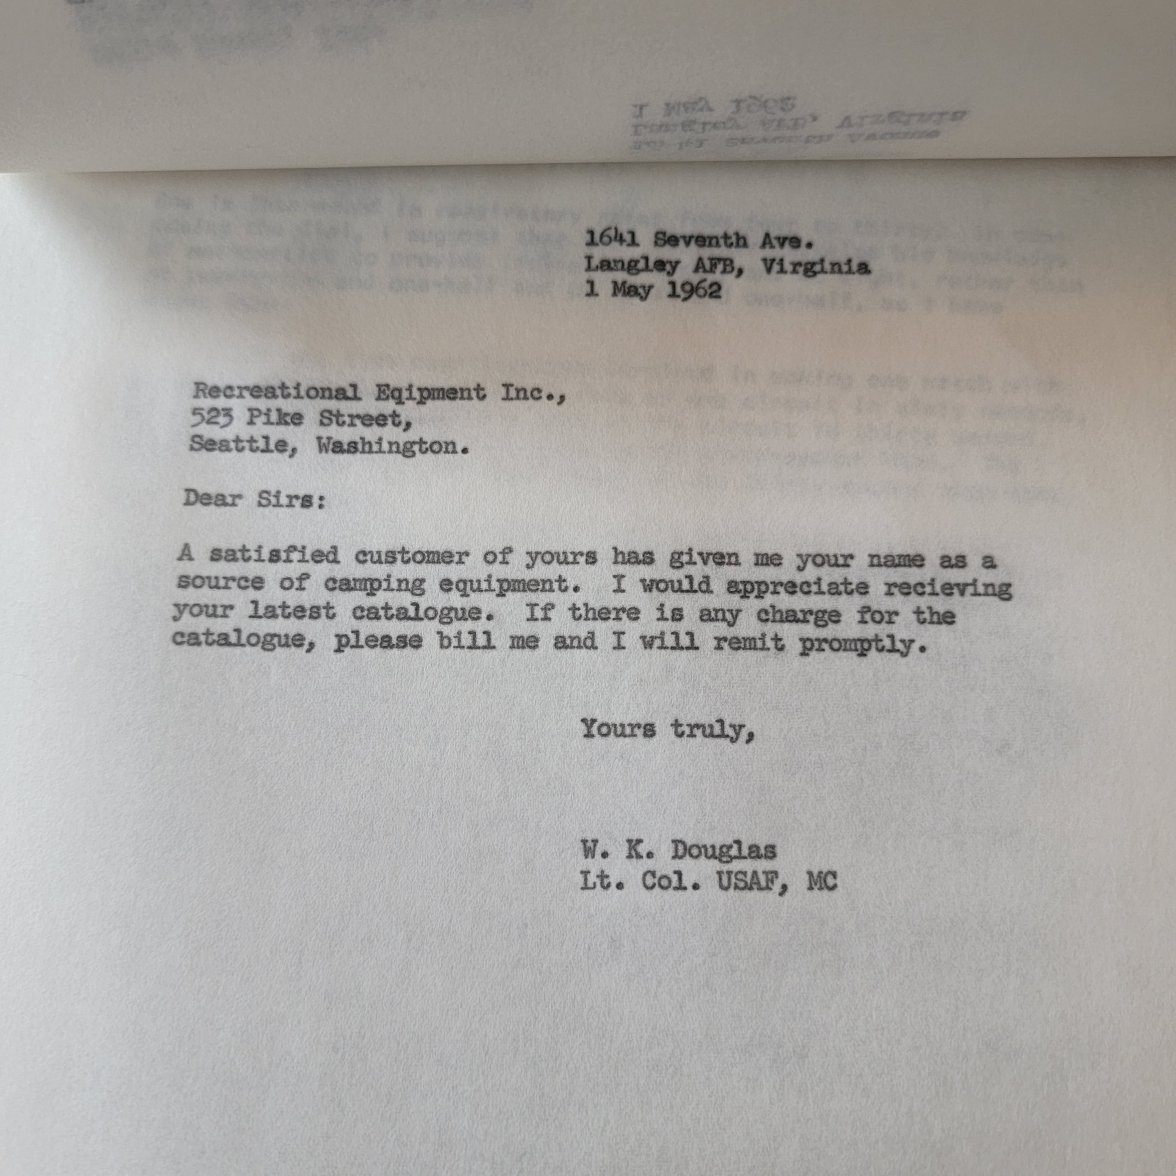 1641 Seventh Ave.
Langley AFB, Virginia
1 May 1962
Recreational Eqipment Inc.,
523 Pike Street,
Seattle, Washington.
Dear Sirs:
A satisfied customer of yours has given me your name as a
source of camping equipment.  I would appreciate recieving
your latest catalogue.  If there is any charge for the
catalogue, please bill me and I will remit promptly.
Yours truly,
W. K. Douglas
Lt. Col. USAF, MC